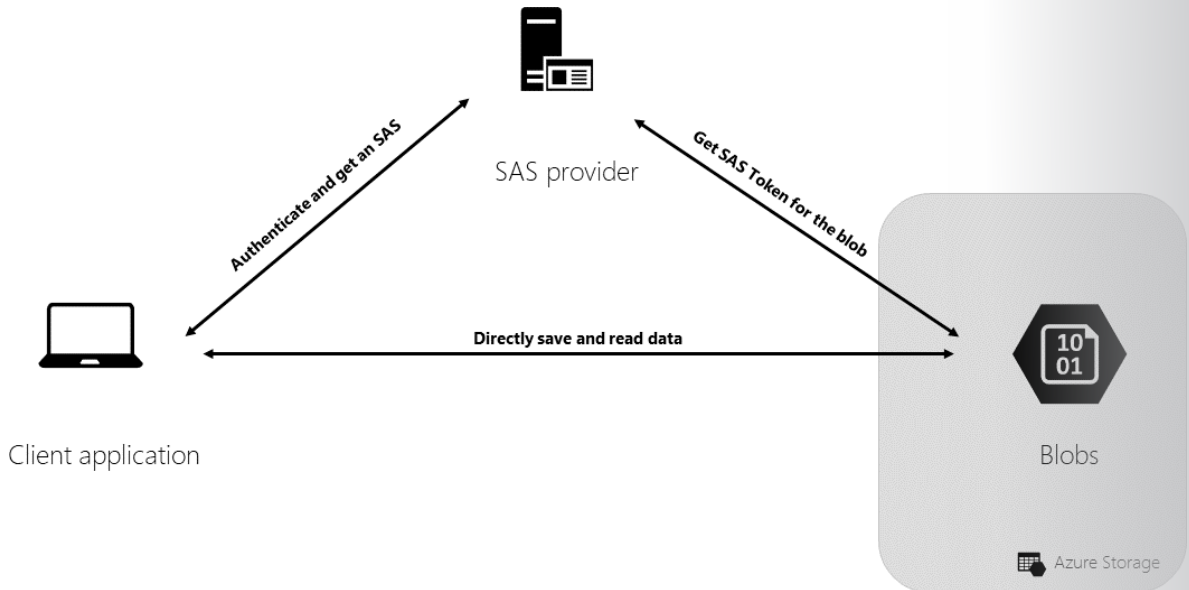 SAS provider
Authenticate and get an SAS
Get SAS Token for the blob
Directly save and read data
10
01
Client application
Blobs
Azure Storage